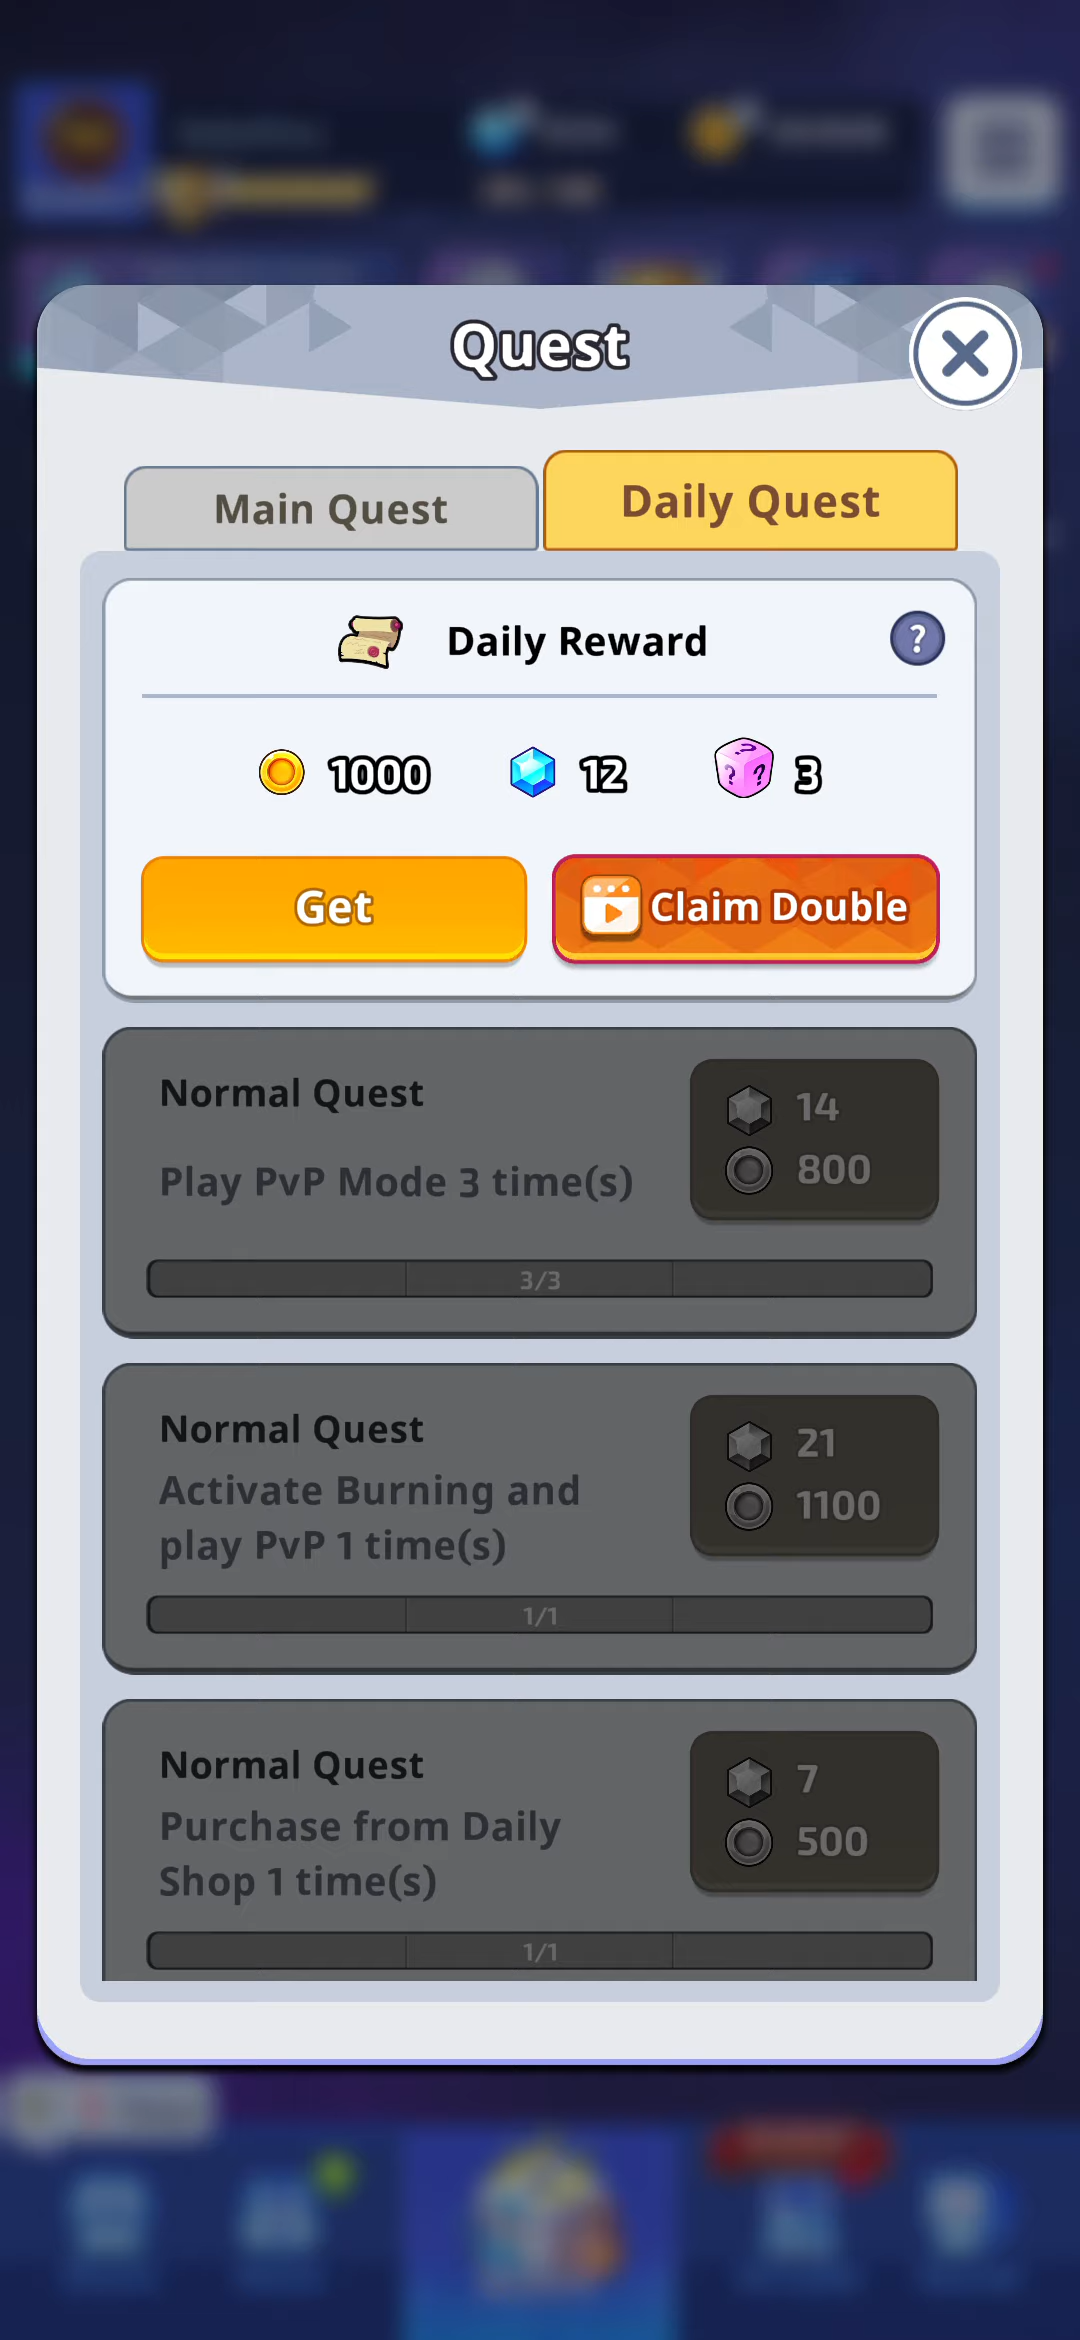 Quest
Main Quest
Daily Quest
Daily Reward
?
1000
12
3
Get
Claim Double
Normal Quest
Play PvP Mode 3 time(s)
14
800
3/3
Normal Quest
Activate Burning and
play PvP 1 time(s)
21
1100
1/1
Normal Quest
Purchase from Daily
Shop 1 time(s)
7
500
1/1